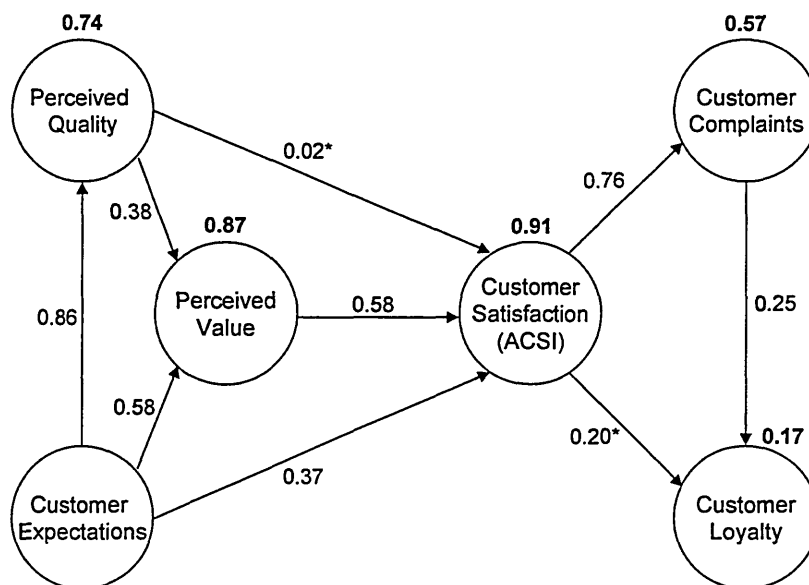 0.74
0.57
Perceived
Quality
Customer
Complaints
0.02*
0.76
0.38
0.87
0.91
Perceived
Value
0.58
Customer
Satisfaction
(ACSI)
0.86
0.25
0.58
0.37
0.20*
0.17
Customer
Expectations
Customer
Loyalty